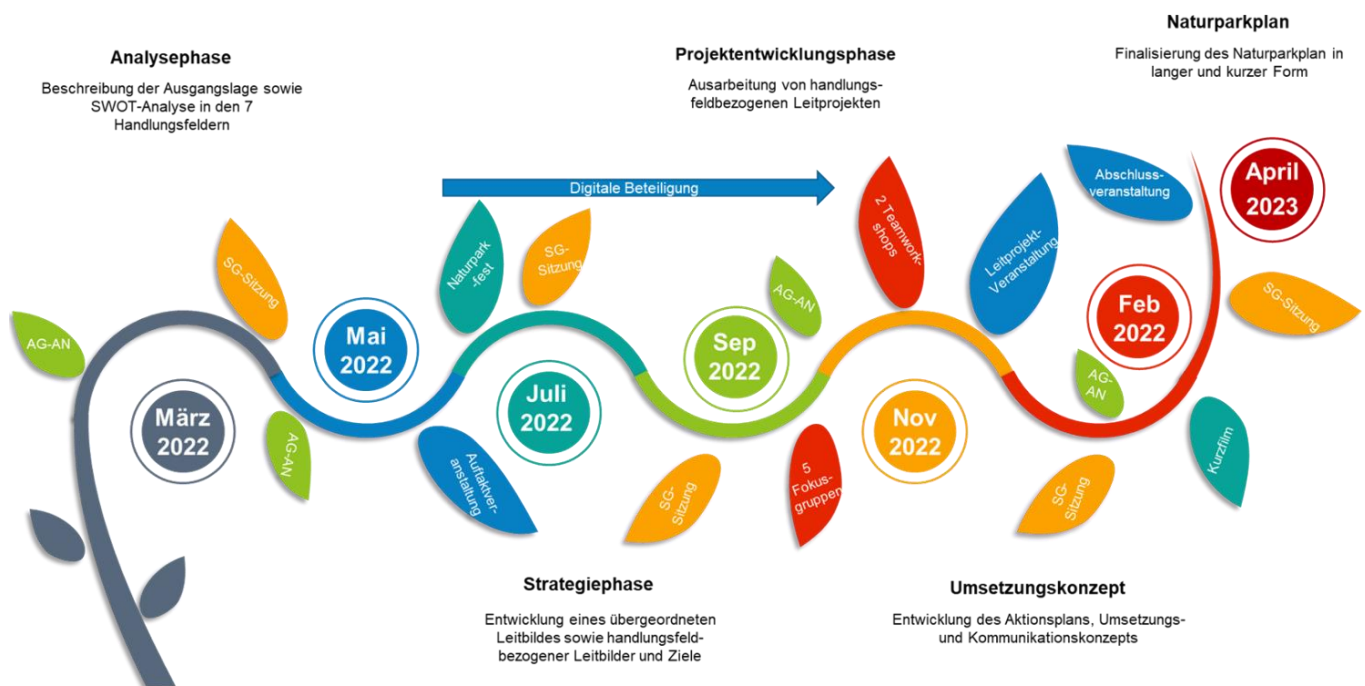 Naturparkplan
Finalisierung des Naturparkplan in
langer und kurzer Form
Analysephase
Beschreibung der Ausgangslage sowie
SWOT-Analyse in den 7
Handlungsfeldern
Projektentwicklungsphase
Ausarbeitung von handlungs-
feldbezogenen Leitprojekten
Digitale Beteiligung
AG-AN
SG-Sitzung
März
2022
AG-AN
Mai
2022
Auftaktver-
anstaltung
Naturpark
-fest
SG-
Sitzung
Juli
2022
SG-
Sitzung
Sep
2022
AG-AN
5
Fokus-
gruppen
2 Teamwork-
shops
Nov
2022
Leitprojekt-
Veranstaltung
SG-
Sitzung
AG-
AN
Feb
2022
Abschluss-
veranstaltung
April
2023
SG-Sitzung
Kurzfilm
Strategiephase
Entwicklung eines übergeordneten
Leitbildes sowie handlungsfeld-
bezogener Leitbilder und Ziele
Umsetzungskonzept
Entwicklung des Aktionsplans, Umsetzungs-
und Kommunikationskonzepts